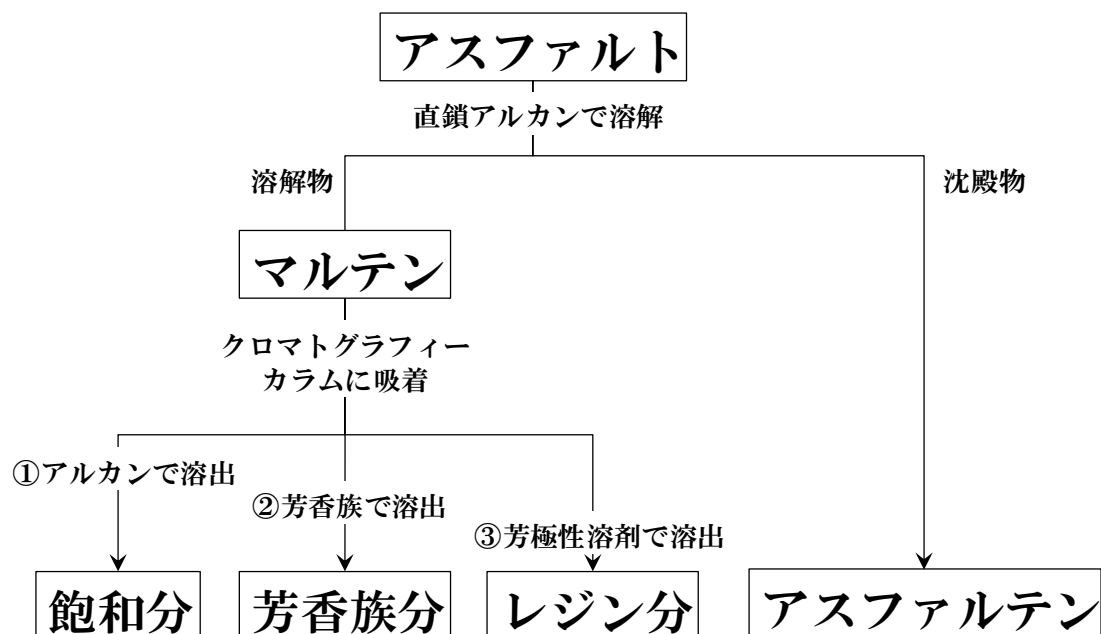 アスファルト
直鎖アルカンで溶解
溶解物
沈殿物
マルテン
クロマトグラフィー
カラムに吸着
①アルカンで溶出
②芳香族で溶出
③芳極性溶剤で溶出
飽和分
芳香族分
レジン分
アスファルテン